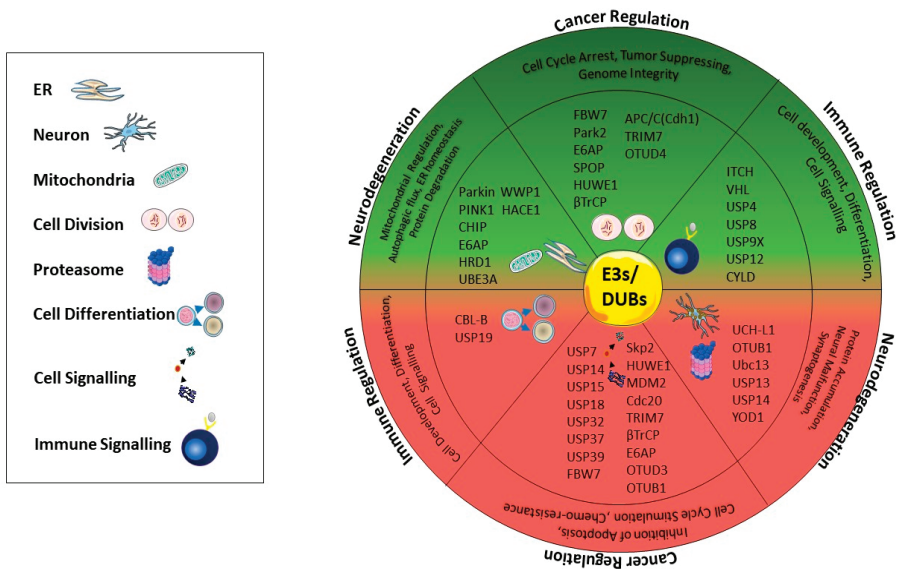 ER
Neuron
Mitochondria
Cell Division
Proteasome
Cell Differentiation
Cell Signalling
Immune Signalling
Cancer Regulation
Cell Cycle Arrest, Tumor Suppressing,
Genome Integrity
FBW7
Park2
E6AP
SPOP
HUWE1
βTrCP
APC/C(Cdh1)
TRIM7
OTUD4
Immune Regulation
Cell development, Differentiation,
Cell Signalling
ITCH
VHL
USP4
USP8
USP9X
USP12
CYLD
Neurodegeneration
Protein Accumulation,
Neural Malfunction,
Synaptogenesis
UCH-L1
OTUB1
Ubc13
USP13
USP14
YOD1
Cancer Regulation
Inhibition of Apoptosis,
Cell Cycle Stimulation, Chemo-resistance
USP7
USP14
USP15
USP18
USP32
USP37
USP39
FBW7
Skp2
HUWE1
MDM2
Cdc20
TRIM7
βTrCP
E6AP
OTUD3
OTUB1
Immune Regulation
Cell Development, Differentiation,
Cell Signalling
CBL-B
USP19
Neurodegeneration
Mitochondrial Regulation,
Autophagic flux, ER homeostasis
Protein Degradation
Parkin WWP1
PINK1 HACE1
CHIP
E6AP
HRD1
UBE3A
E3s/
DUBs